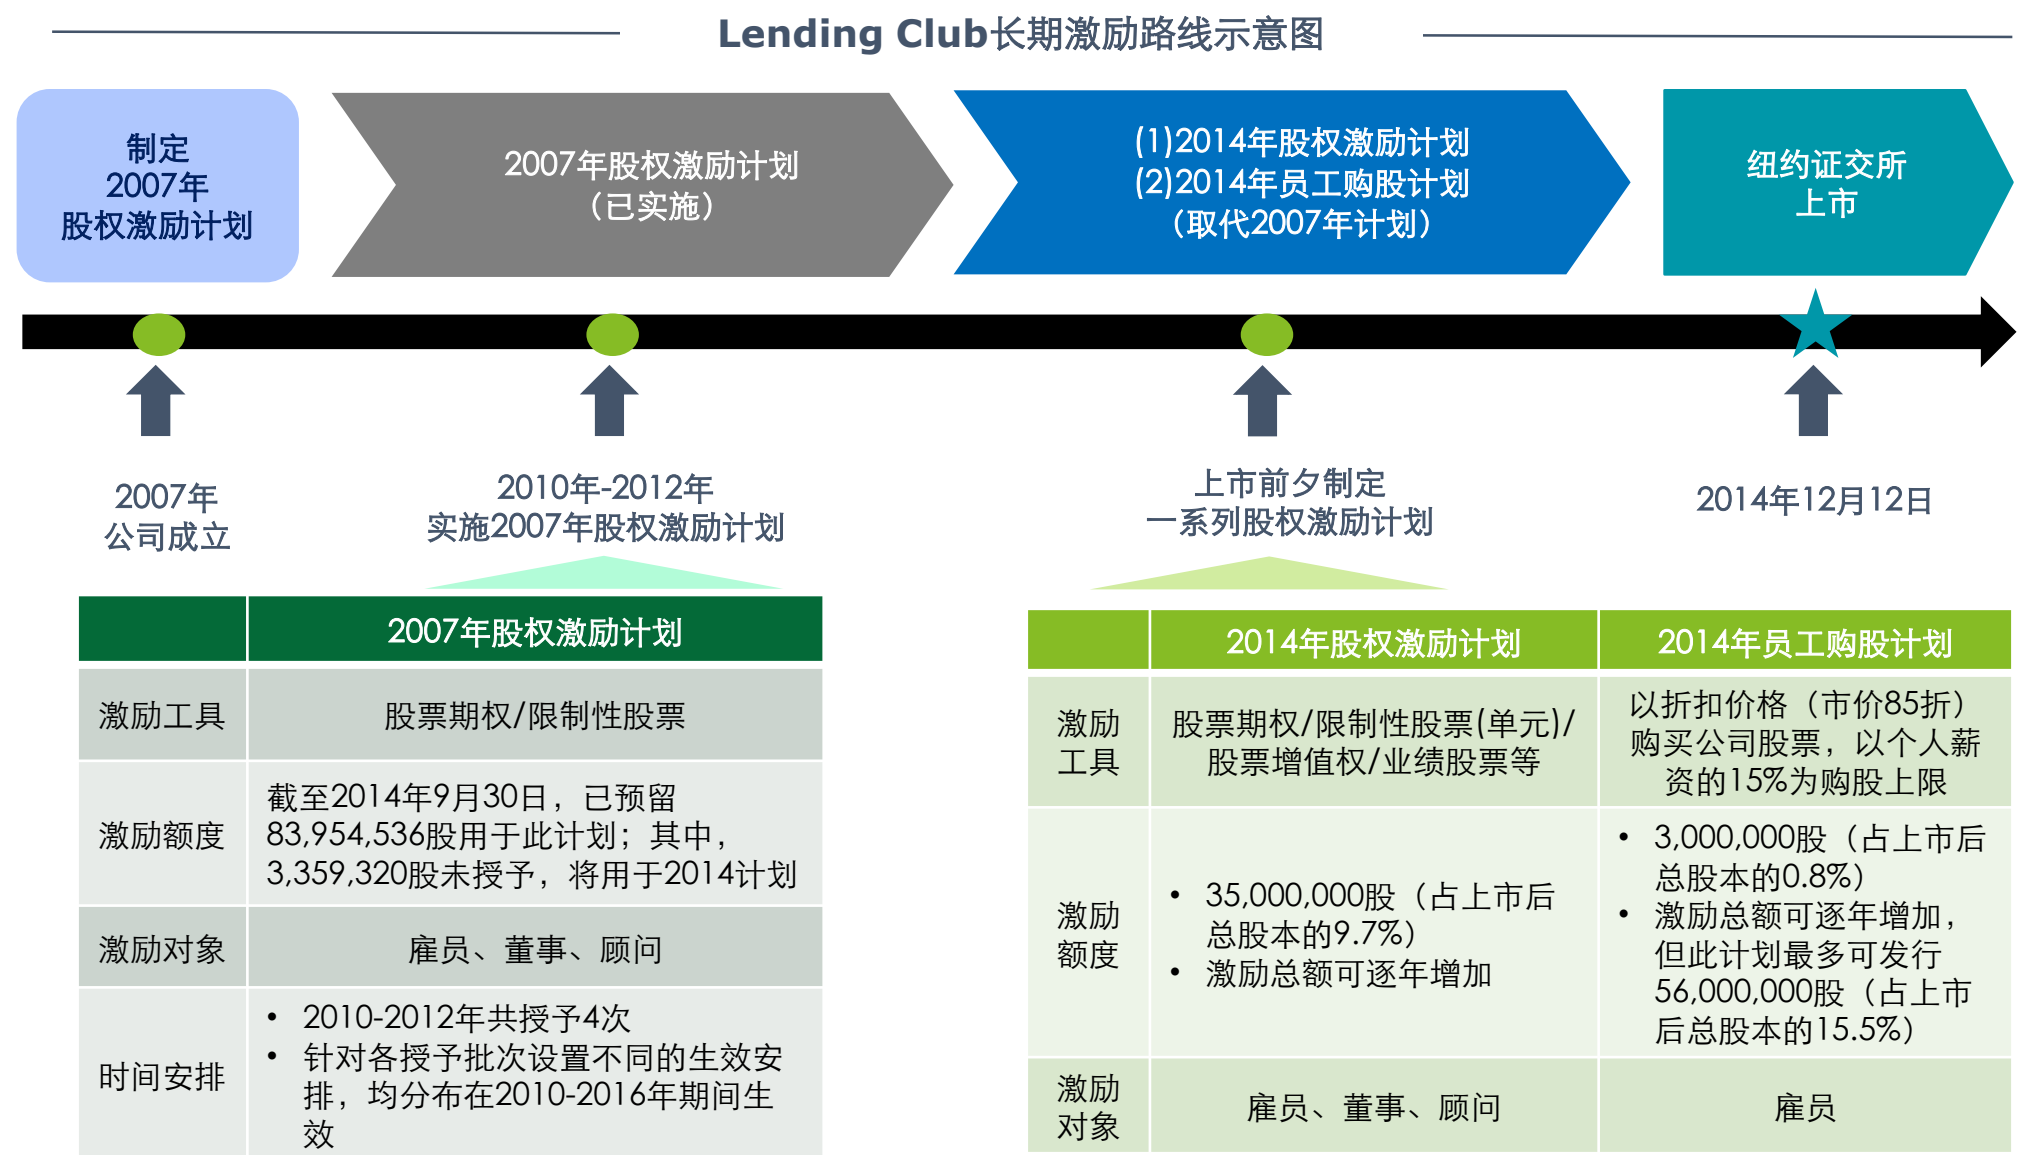 Lending Club长期激励路线示意图
制定
2007年
股权激励计划
2007年股权激励计划
（已实施）
(1)2014年股权激励计划
(2)2014年员工购股计划
（取代2007年计划）
纽约证交所
上市
2007年
公司成立
2010年-2012年
实施2007年股权激励计划
上市前夕制定
一系列股权激励计划
2014年12月12日
2007年股权激励计划
激励工具
股票期权/限制性股票
激励额度
截至2014年9月30日，已预留
83,954,536股用于此计划；其中，
3,359,320股未授予，将用于2014计划
激励对象
雇员、董事、顾问
时间安排
• 2010-2012年共授予4次
• 针对各授予批次设置不同的生效安
排，均分布在2010-2016年期间生
效
2014年股权激励计划
2014年员工购股计划
激励
工具
股票期权/限制性股票(单元)/
股票增值权/业绩股票等
以折扣价格（市价85折）
购买公司股票，以个人薪
资的15%为购股上限
激励
额度
• 35,000,000股（占上市后
总股本的9.7%）
• 激励总额可逐年增加
• 3,000,000股（占上市后
总股本的0.8%）
• 激励总额可逐年增加，
但此计划最多可发行
56,000,000股（占上市
后总股本的15.5%）
激励
对象
雇员、董事、顾问
雇员